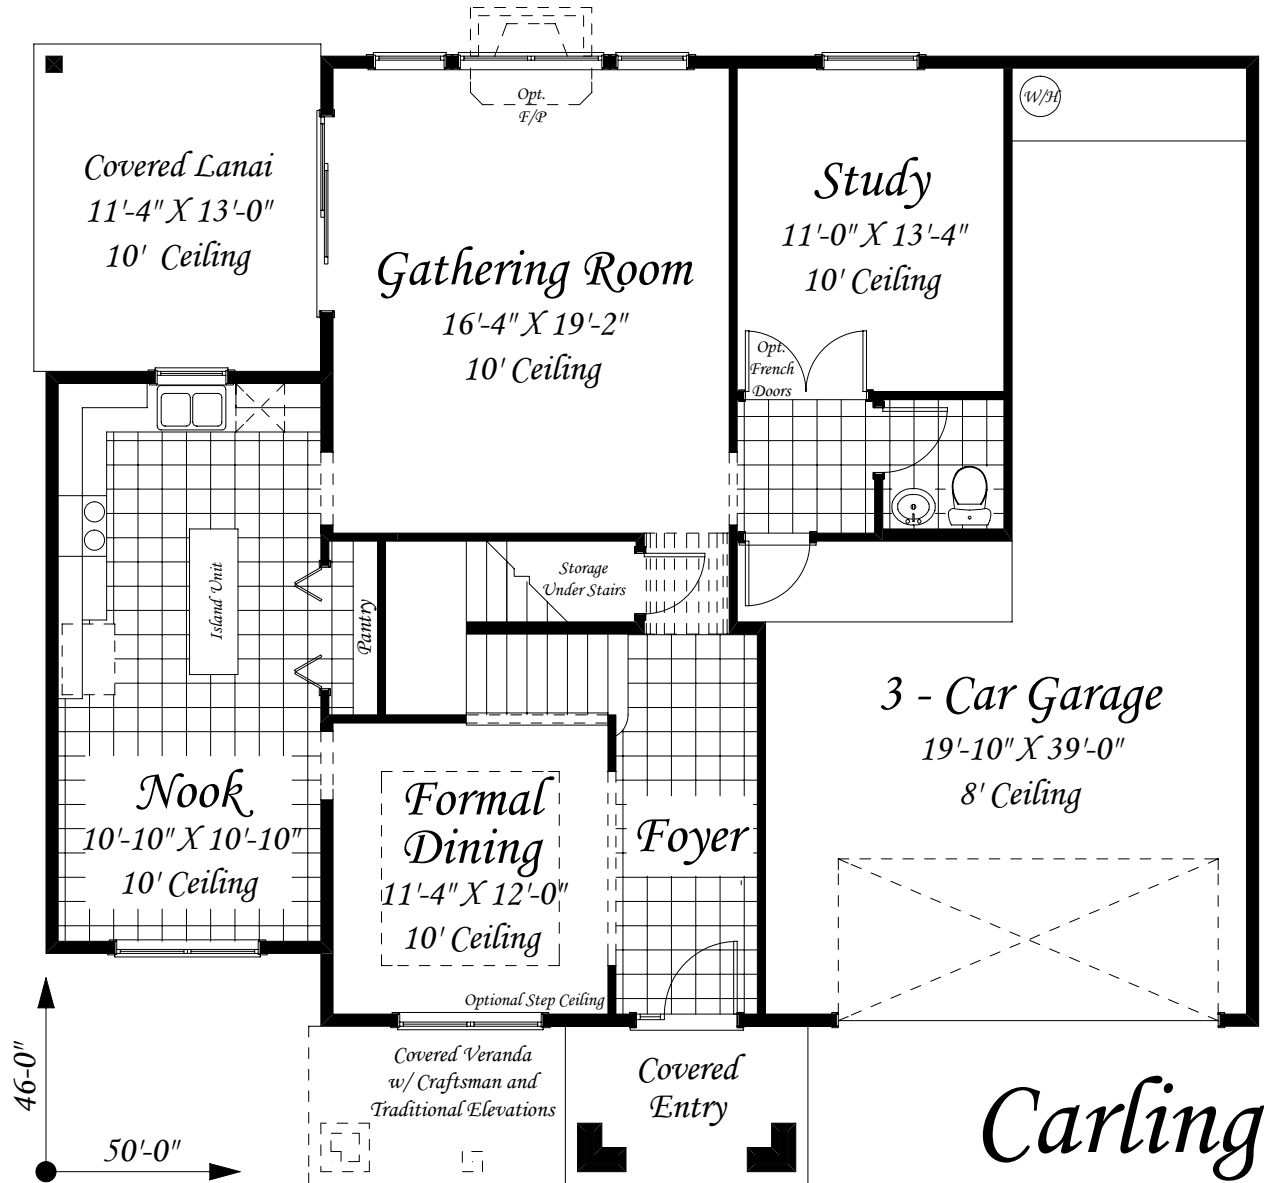 Opt.
F/P
W/H
Covered Lanai
11'-4" X 13'-0"
10' Ceiling
Study
11'-0" X 13'-4"
10' Ceiling
Gathering Room
16'-4" X 19'-2"
10' Ceiling
Opt.
French
Doors
Storage
Under Stairs
Island Unit
Pantry
3 - Car Garage
19'-10" X 39'-0"
8' Ceiling
Nook
10'-10" X 10'-10"
10' Ceiling
Formal
Dining
11'-4" X 12'-0"
10' Ceiling
Foyer
Optional Step Ceiling
Covered Veranda
w/ Craftsman and
Traditional Elevations
Covered
Entry
46'-0"
50'-0"
Carling